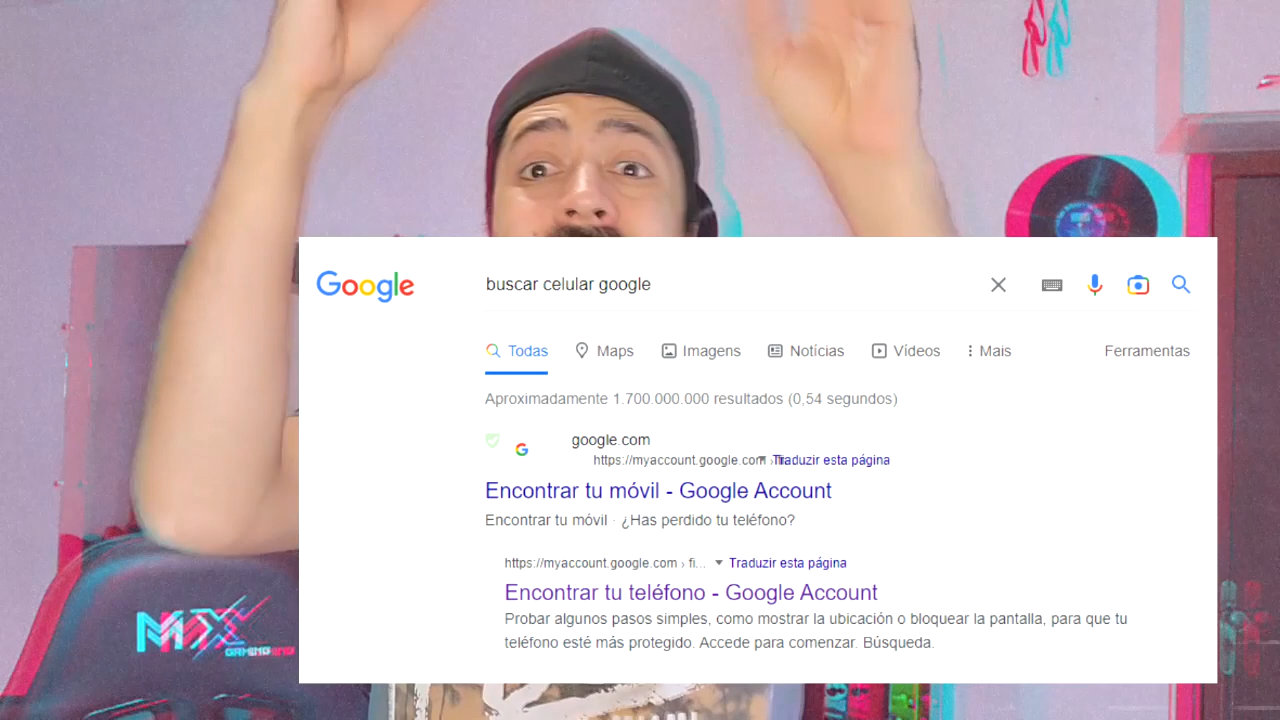 Google
buscar celular google
Todas
Maps
Imagens
Notícias
Vídeos
Mais
Ferramentas
Aproximadamente 1.700.000.000 resultados (0,54 segundos)
google.com
https://myaccount.google.com › Traduzir esta página
Encontrar tu móvil - Google Account
Encontrar tu móvil · ¿Has perdido tu teléfono?
https://myaccount.google.com › fi... Traduzir esta página
Encontrar tu teléfono - Google Account
Probar algunos pasos simples, como mostrar la ubicación o bloquear la pantalla, para que tu
teléfono esté más protegido. Accede para comenzar. Búsqueda.
GAMING